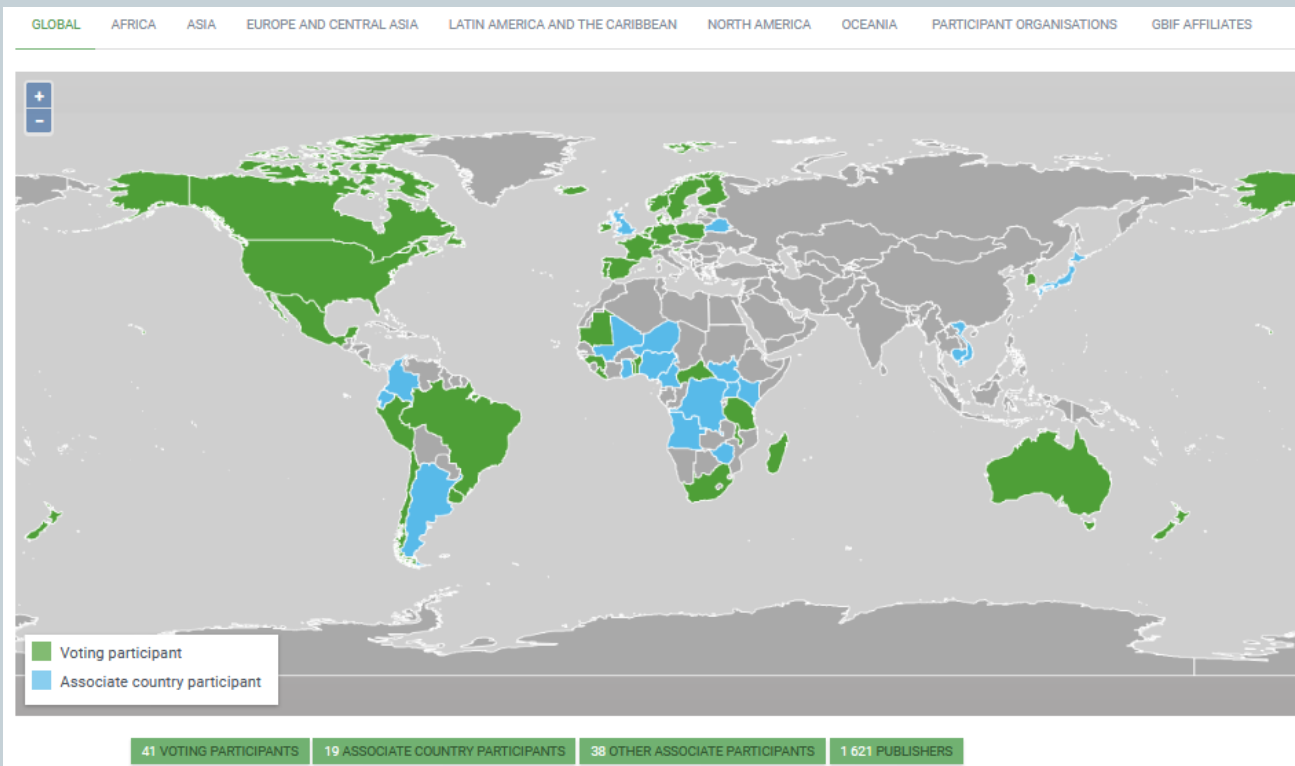 GLOBAL AFRICA ASIA EUROPE AND CENTRAL ASIA LATIN AMERICA AND THE CARIBBEAN NORTH AMERICA OCEANIA PARTICIPANT ORGANISATIONS GBIF AFFILIATES
+
−
Voting participant
Associate country participant
41 VOTING PARTICIPANTS 19 ASSOCIATE COUNTRY PARTICIPANTS 38 OTHER ASSOCIATE PARTICIPANTS 1 621 PUBLISHERS